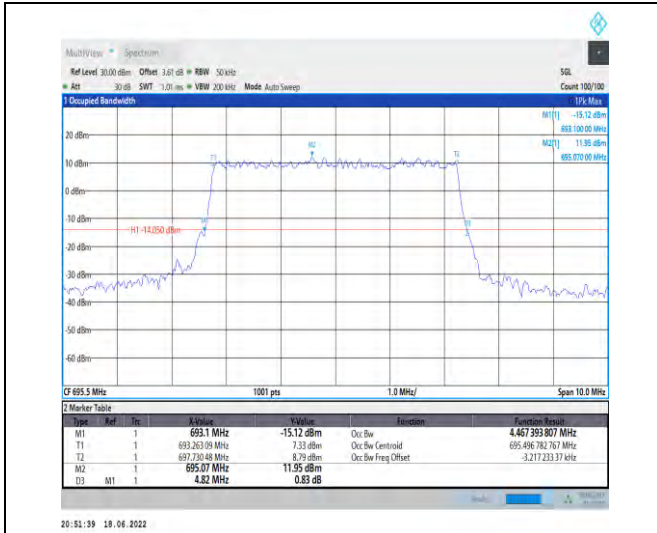 MultiView Spectrum
Ref Level 30.00 dBm Offset 3.61 dB RBW 50 kHz SGL
Att 30 dB SWT 1.01 ms VBW 200 kHz Mode Auto Sweep Count 100/100
1 Occupied Bandwidth 1Pk Max
M1[1] -15.12 dBm
693.100 00 MHz
M2[1] 11.95 dBm
695.070 00 MHz
20 dBm
M2
T1 T2
10 dBm
0 dBm
-10 dBm
M1 D3
H1 -14.050 dBm
-20 dBm
-30 dBm
-40 dBm
-50 dBm
-60 dBm
CF 695.5 MHz 1001 pts 1.0 MHz/ Span 10.0 MHz
2 Marker Table
Type Ref Trc X-Value Y-Value Function Function Result
M1 1 693.1 MHz -15.12 dBm Occ Bw 4.467 393 807 MHz
T1 1 693.263 09 MHz 7.33 dBm Occ Bw Centroid 695.496 782 767 MHz
T2 1 697.730 48 MHz 8.79 dBm Occ Bw Freq Offset -3.217 233 37 kHz
M2 1 695.07 MHz 11.95 dBm
D3 M1 1 4.82 MHz 0.83 dB
20:51:39 18.06.2022